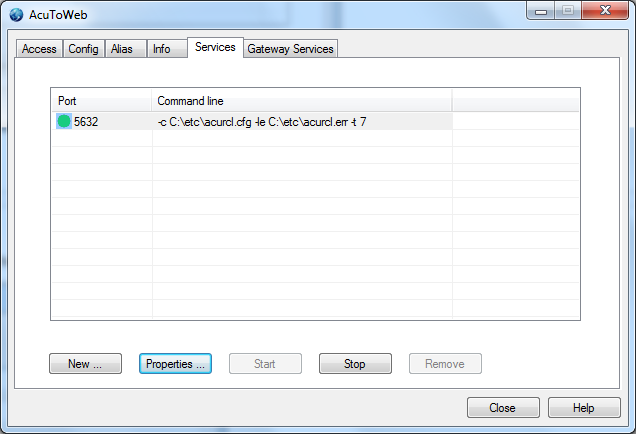 AcuToWeb
Access Config Alias Info Services Gateway Services
Port Command line
5632 -c C:\etc\acurcl.cfg -le C:\etc\acurcl.err -t 7
New ... Properties ... Start Stop Remove
Close Help